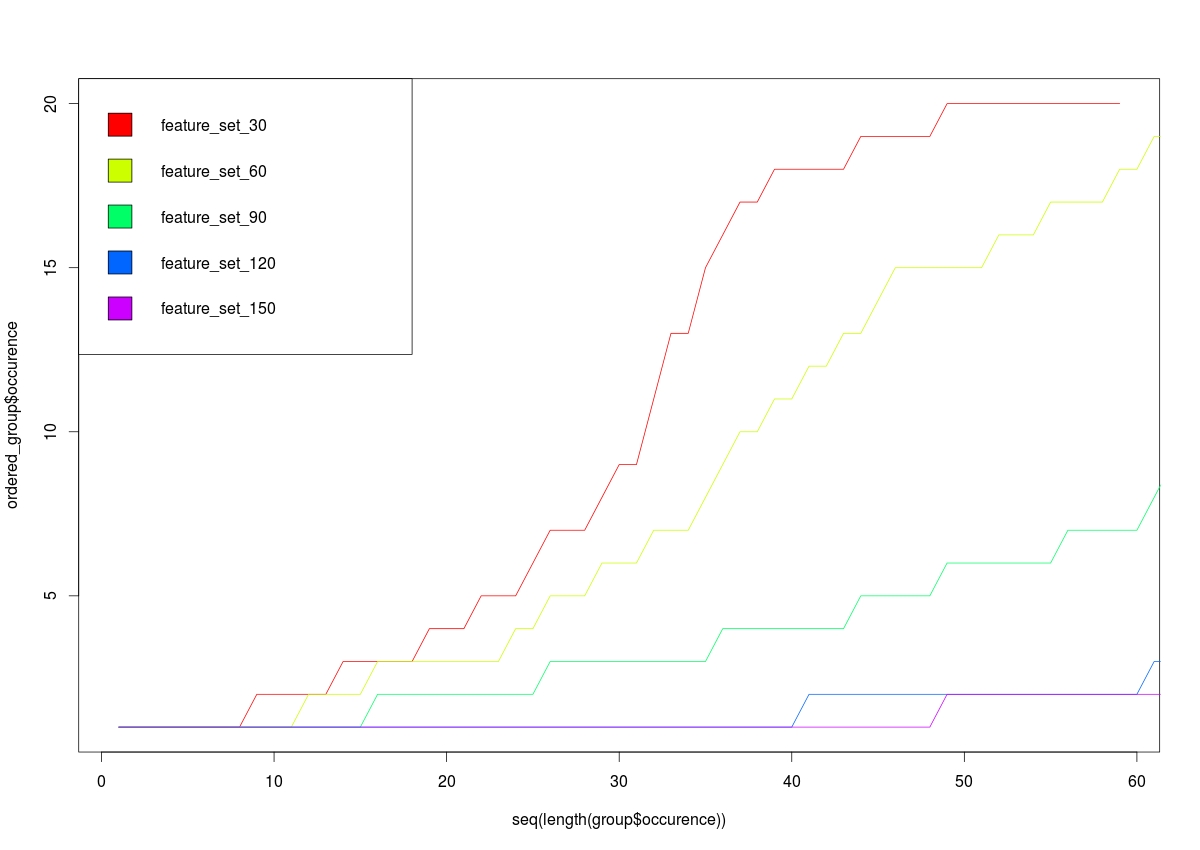 feature_set_30
feature_set_60
feature_set_90
feature_set_120
feature_set_150
20
15
10
5
ordered_group$occurence
0 10 20 30 40 50 60
seq(length(group$occurence))